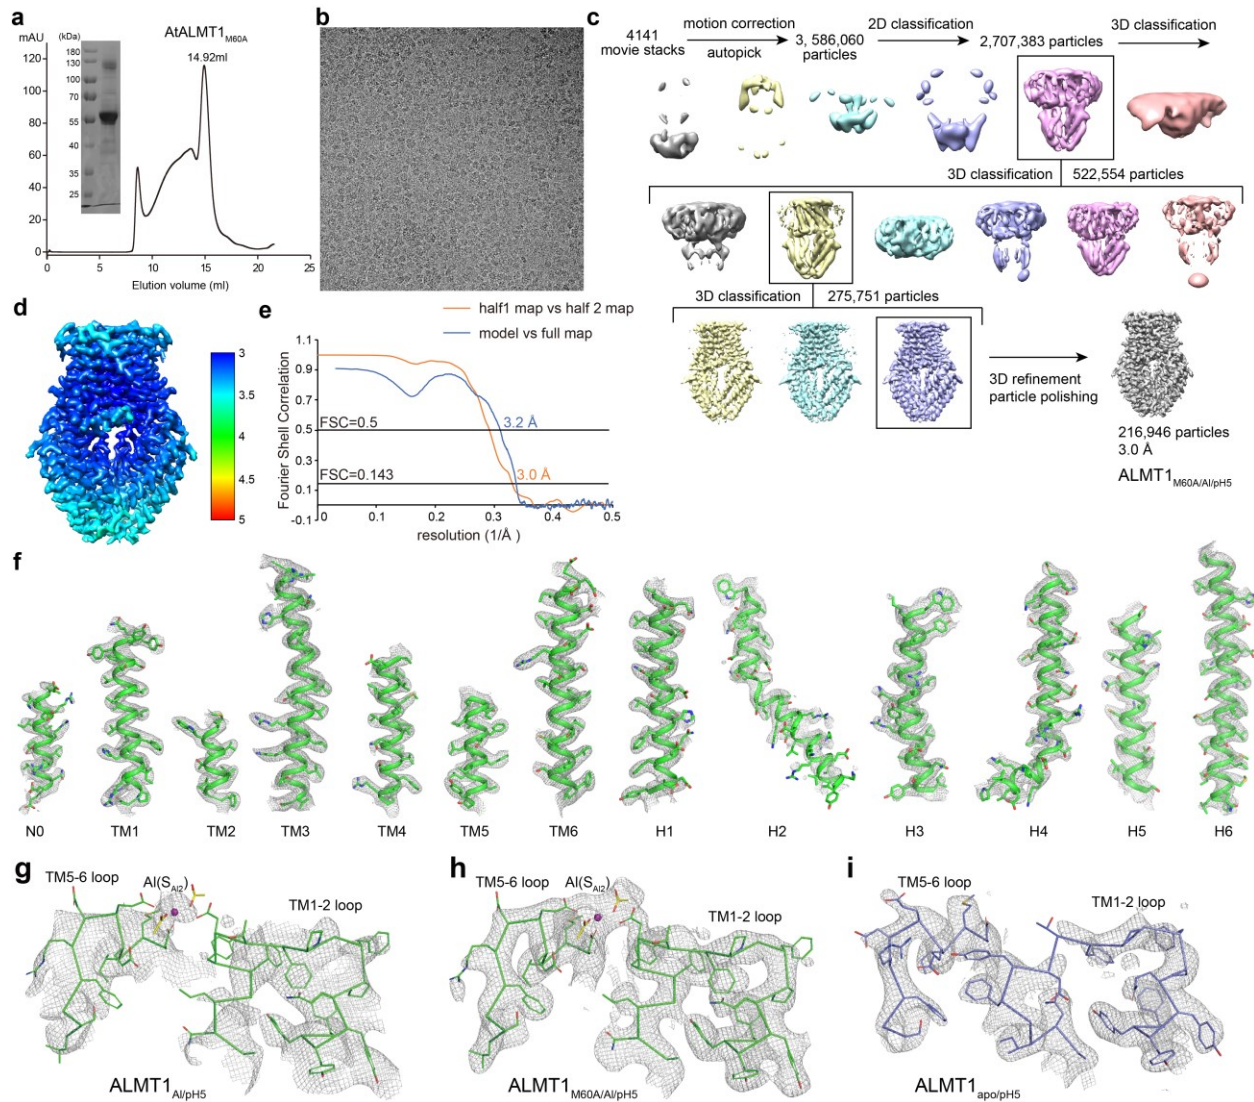 a
mAU
120
100
80
60
40
20
0
(kDa)
180
130
100
70
55
40
35
25
AtALMT1M60A
14.92ml
0
5
10
15
20
25
Elution volume (ml)
b
c
4141
movie stacks
motion correction
autopick
3, 586,060
particles
2D classification
2,707,383 particles
3D classification
3D classification
522,554 particles
3D classification
275,751 particles
3D refinement
particle polishing
216,946 particles
3.0 Å
ALMT1M60A/Al/pH5
d
3
3.5
4
4.5
5
e
half1 map vs half 2 map
model vs full map
Fourier Shell Correlation
1.1
0.9
0.7
0.5
0.3
0.1
-0.1
FSC=0.5
3.2 Å
FSC=0.143
3.0 Å
0
0.1
0.2
0.3
0.4
0.5
resolution (1/Å )
f
N0
TM1
TM2
TM3
TM4
TM5
TM6
H1
H2
H3
H4
H5
H6
g
TM5-6 loop
Al(SAl2)
TM1-2 loop
ALMT1Al/pH5
h
TM5-6 loop
Al(SAl2)
TM1-2 loop
ALMT1M60A/Al/pH5
i
TM5-6 loop
TM1-2 loop
ALMT1apo/pH5